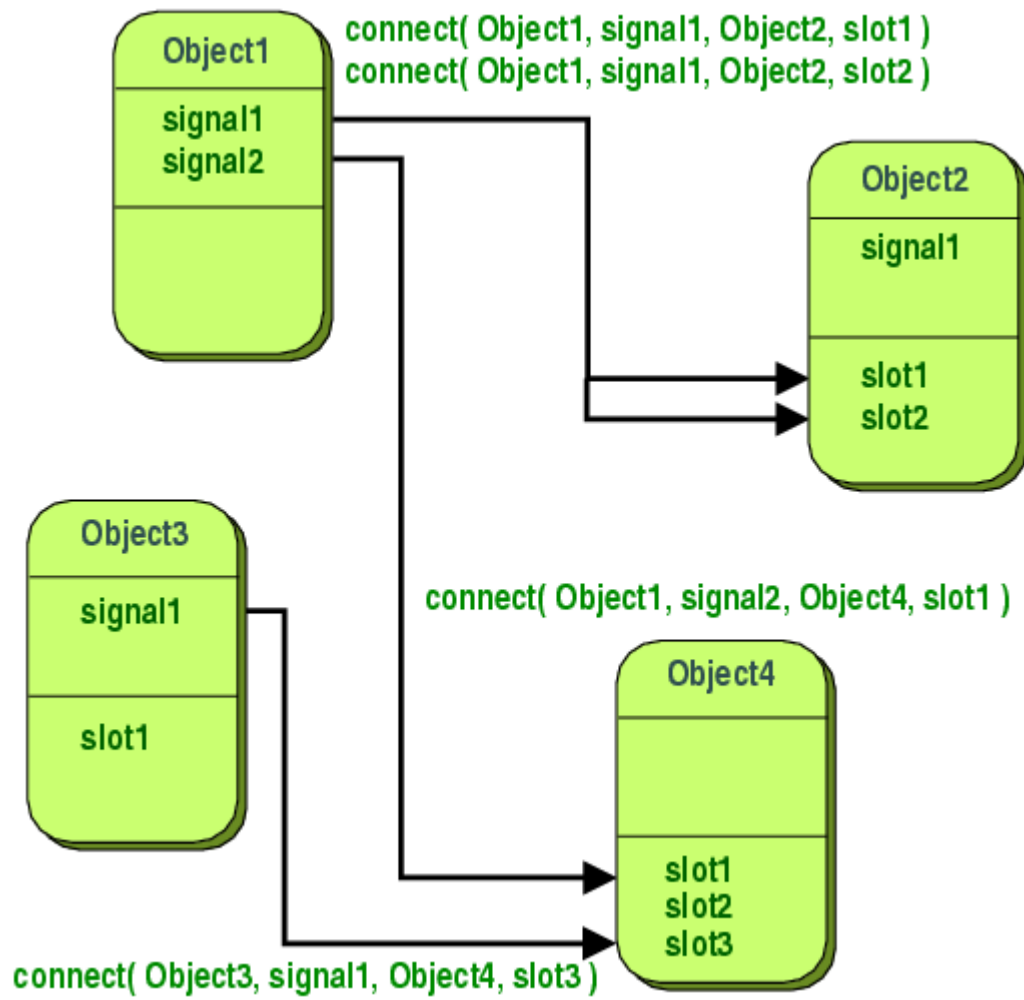 Object1
connect( Object1, signal1, Object2, slot1 )
connect( Object1, signal1, Object2, slot2 )
signal1
signal2
Object2
signal1
slot1
slot2
Object3
signal1
slot1
connect( Object1, signal2, Object4, slot1 )
Object4
slot1
slot2
slot3
connect( Object3, signal1, Object4, slot3 )